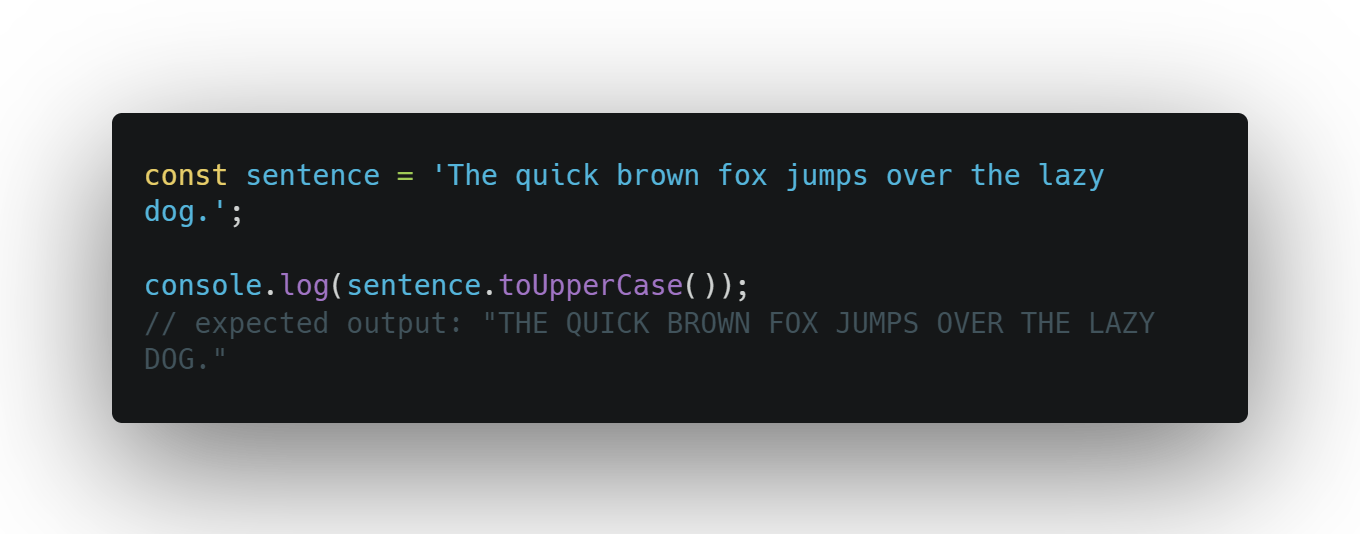 const sentence = 'The quick brown fox jumps over the lazy
dog.';
console.log(sentence.toUpperCase());
// expected output: "THE QUICK BROWN FOX JUMPS OVER THE LAZY
DOG."